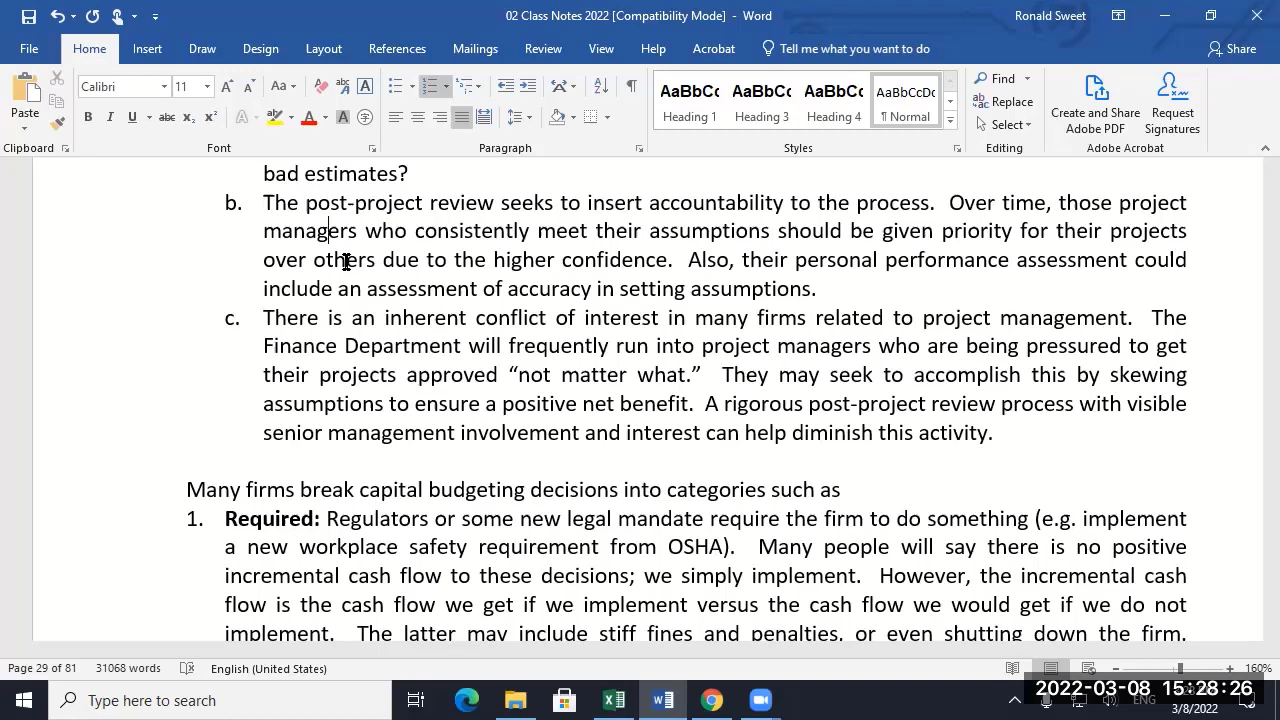 02 Class Notes 2022 [Compatibility Mode] - Word
Ronald Sweet
File Home Insert Draw Design Layout References Mailings Review View Help Acrobat Tell me what you want to do Share
Paste
Calibri 11
Clipboard
Font
Paragraph
AaBbCc AaBbCc AaBbCc AaBbCcDc
Heading 1 Heading 3 Heading 4 ¶ Normal
Styles
Find
Replace
Select
Editing
Create and Share Adobe PDF
Request Signatures
Adobe Acrobat
bad estimates?
b. The post-project review seeks to insert accountability to the process. Over time, those project
managers who consistently meet their assumptions should be given priority for their projects
over others due to the higher confidence. Also, their personal performance assessment could
include an assessment of accuracy in setting assumptions.
c. There is an inherent conflict of interest in many firms related to project management. The
Finance Department will frequently run into project managers who are being pressured to get
their projects approved “not matter what.” They may seek to accomplish this by skewing
assumptions to ensure a positive net benefit. A rigorous post-project review process with visible
senior management involvement and interest can help diminish this activity.
Many firms break capital budgeting decisions into categories such as
1. Required: Regulators or some new legal mandate require the firm to do something (e.g. implement
a new workplace safety requirement from OSHA). Many people will say there is no positive
incremental cash flow to these decisions; we simply implement. However, the incremental cash
flow is the cash flow we get if we implement versus the cash flow we would get if we do not
implement. The latter may include stiff fines and penalties, or even shutting down the firm.
Page 29 of 81 31068 words English (United States) 160%
Type here to search
ENG
2022-03-08 15:28:26
3/8/2022